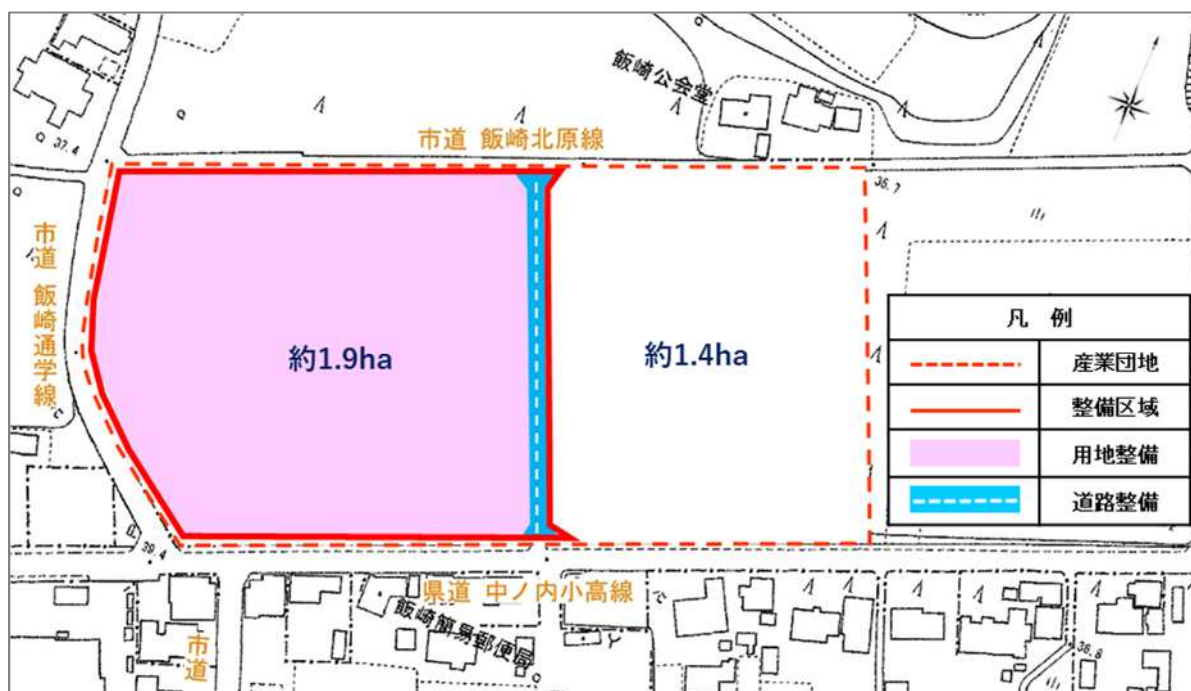 飯崎公会堂
市道 飯崎北原線
37.4
36.7
市道 飯崎通学線
約1.9ha
約1.4ha
凡 例
産業団地
整備区域
用地整備
道路整備
39.4
県道 中ノ内小高線
飯崎簡易郵便局
市道
36.8